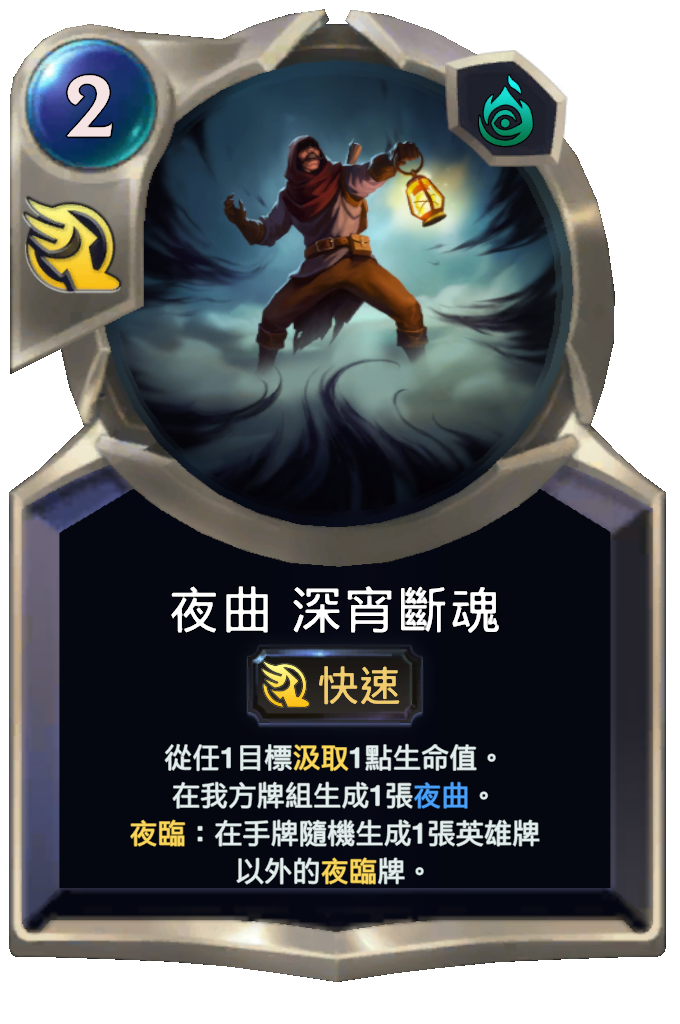 2
夜曲 深宵斷魂
快速
從任1目標汲取1點生命值。
在我方牌組生成1張夜曲。
夜臨：在手牌隨機生成1張英雄牌
以外的夜臨牌。